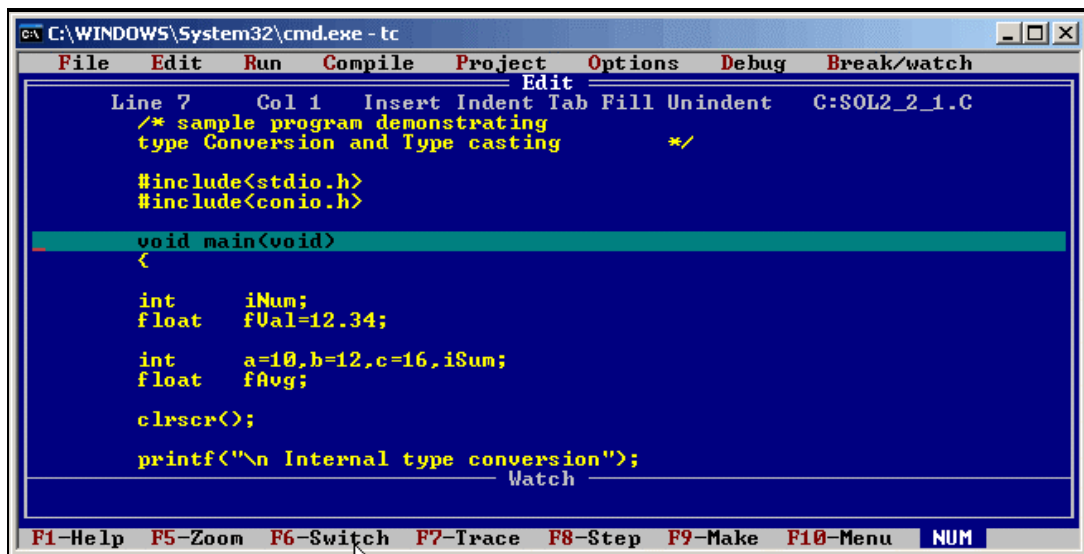 C:\WINDOWS\System32\cmd.exe - tc
File Edit Run Compile Project Options Debug Break/watch
Edit
Line 7 Col 1 Insert Indent Tab Fill Unindent C:SOL2_2_1.C
/* sample program demonstrating
type Conversion and Type casting */
#include<stdio.h>
#include<conio.h>
void main(void)
{
int iNum;
float fVal=12.34;
int a=10,b=12,c=16,iSum;
float fAvg;
clrscr();
printf("\n Internal type conversion");
Watch
F1-Help F5-Zoom F6-Switch F7-Trace F8-Step F9-Make F10-Menu NUM